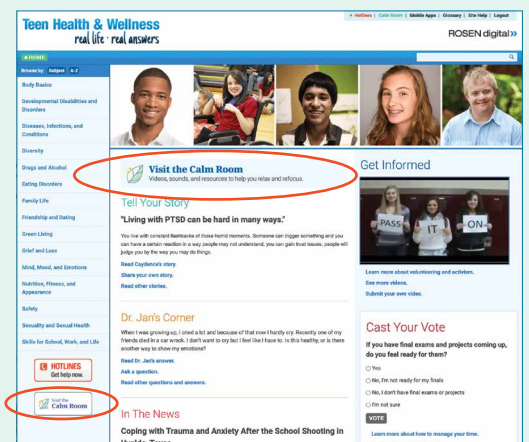 Teen Health & Wellness
real life · real answers
Hotlines | Calm Room | Mobile Apps | Glossary | Site Help | Logout
ROSEN digital»
HOME
Browse by: Subject A-Z
Body Basics
Developmental Disabilities and
Disorders
Diseases, Infections, and
Conditions
Diversity
Drugs and Alcohol
Eating Disorders
Family Life
Friendship and Dating
Green Living
Grief and Loss
Mind, Mood, and Emotions
Nutrition, Fitness, and
Appearance
Safety
Sexuality and Sexual Health
Skills for School, Work, and Life
HOTLINES
Get help now.
Visit the
Calm Room
Visit the Calm Room
Videos, sounds, and resources to help you relax and refocus.
Tell Your Story
"Living with PTSD can be hard in many ways."
You live with constant flashbacks of those horrid moments. Someone can trigger something and you
can have a certain reaction in a way people may not understand. you can gain trust issues, people will
judge you by the way you may do things.
Read Caydence's story.
Share your own story.
Read other stories.
Dr. Jan's Corner
When I was growing up, I cried a lot and because of that now I hardly cry. Recently one of my
friends died in a car wreck. I don't want to cry but I feel like I have to. Is this healthy, or is there
another way to show my emotions?
Read Dr. Jan's answer.
Ask a question.
Read other questions and answers.
In The News
Coping with Trauma and Anxiety After the School Shooting in
Uvalde, Texas
Get Informed
PASS
IT
-ON-
Learn more about volunteering and activism.
See more videos.
Submit your own video.
Cast Your Vote
If you have final exams and projects coming up,
do you feel ready for them?
Yes
No, I'm not ready for my finals
No, I don't have final exams or projects
I'm not sure
VOTE
Learn more about how to manage your time.